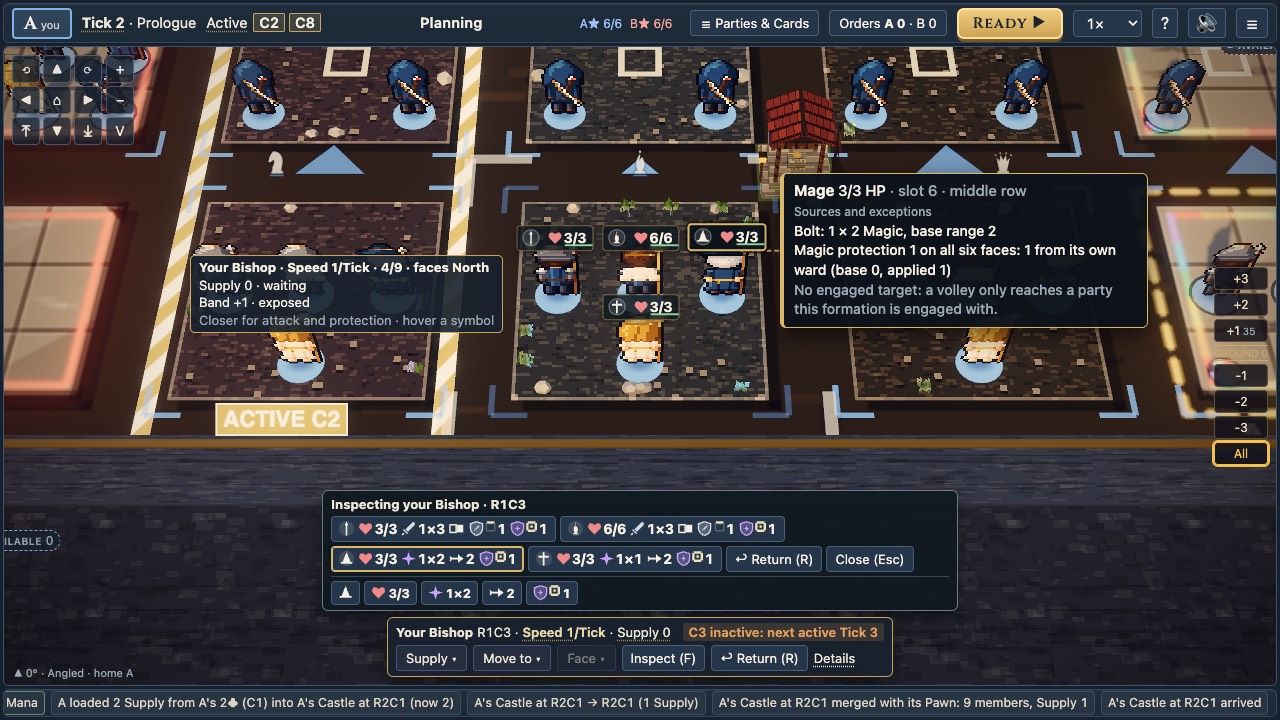 A you
Tick 2 · Prologue Active C2 C8
Planning
A★ 6/6 B★ 6/6
≡ Parties & Cards
Orders A 0 · B 0
READY ▶
1×
?
≡
V
Mage 3/3 HP · slot 6 · middle row
Sources and exceptions
Bolt: 1 × 2 Magic, base range 2
Magic protection 1 on all six faces: 1 from its own
ward (base 0, applied 1)
No engaged target: a volley only reaches a party
this formation is engaged with.
3/3
6/6
3/3
3/3
Your Bishop · Speed 1/Tick · 4/9 · faces North
Supply 0 · waiting
Band +1 · exposed
Closer for attack and protection · hover a symbol
+3
+2
+1 35
-1
-2
-3
All
ACTIVE C2
Inspecting your Bishop · R1C3
3/3 1×3 1 1
6/6 1×3 1 1
3/3 1×2 2 1
3/3 1×1 2 1
↩ Return (R)
Close (Esc)
3/3
1×2
2
1
ILABLE 0
Your Bishop R1C3 · Speed 1/Tick · Supply 0 C3 inactive: next active Tick 3
Supply ▾
Move to ▾
Face ▾
Inspect (F)
↩ Return (R)
Details
▲ 0° · Angled · home A
Mana
A loaded 2 Supply from A's 2♣ (C1) into A's Castle at R2C1 (now 2)
A's Castle at R2C1 → R2C1 (1 Supply)
A's Castle at R2C1 merged with its Pawn: 9 members, Supply 1
A's Castle at R2C1 arrived